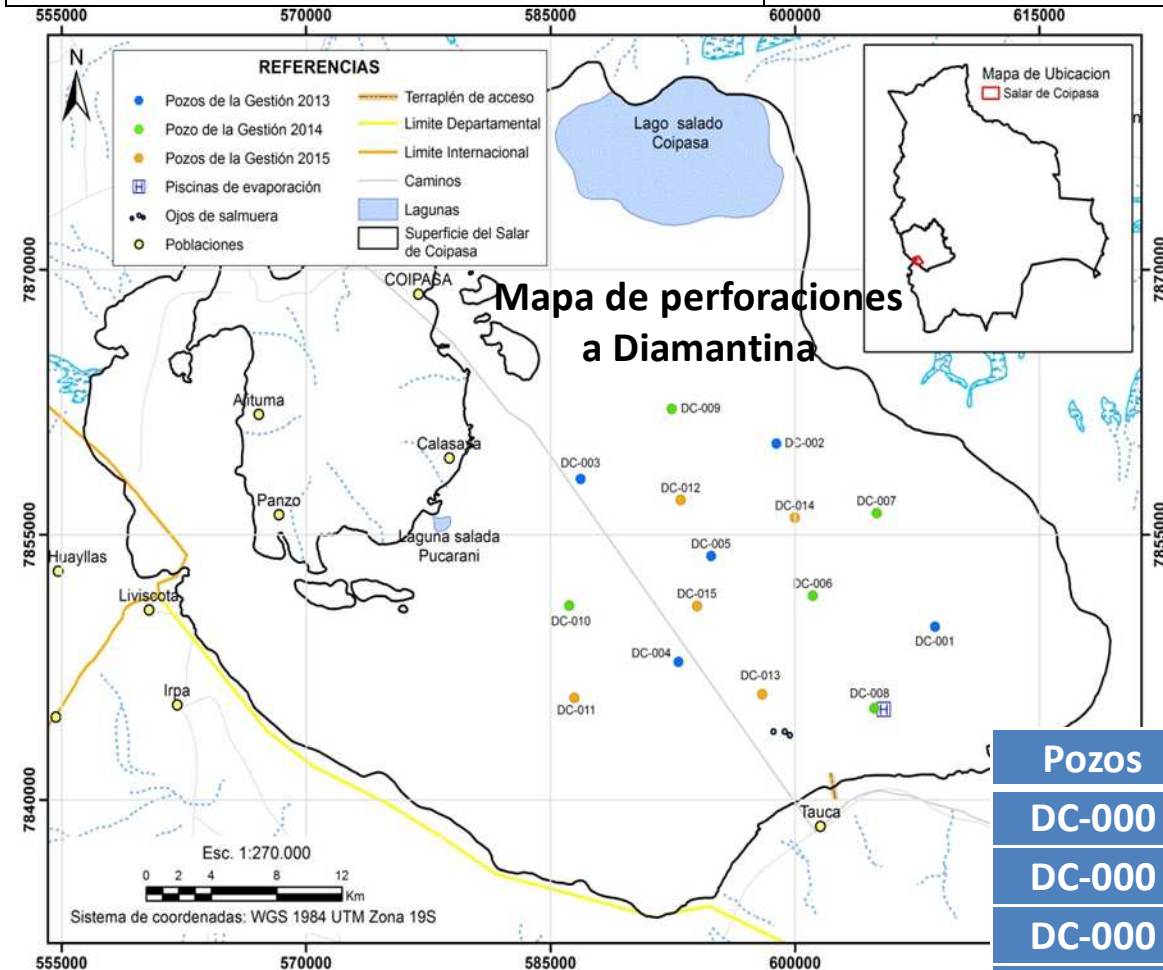 555000 570000 585000 600000 615000
N
REFERENCIAS
Pozos de la Gestión 2013
Pozo de la Gestión 2014
Pozos de la Gestión 2015
Piscinas de evaporación
Ojos de salmuera
Poblaciones
Terraplén de acceso
Limite Departamental
Limite Internacional
Caminos
Lagunas
Superficie del Salar
de Coipasa
Lago salado
Coipasa
Mapa de Ubicacion
Salar de Coipasa
n
7870000
7870000
COIPASA
Mapa de perforaciones
a Diamantina
Arituma
DC-009
DC-002
Calasaya
DC-003
DC-012
DC-014
DC-007
Panzo
Laguna salada
Pucarani
DC-005
7855000
7855000
Huayllas
Liviscota
DC-006
DC-015
DC-010
DC-001
DC-004
Irpa
DC-013
DC-008
H
DC-011
7840000
Tauca
Pozos
DC-000
DC-000
DC-000
Esc. 1:270.000
0 2 4 8 12
Km
Sistema de coordenadas: WGS 1984 UTM Zona 19S
555000 570000 585000 600000